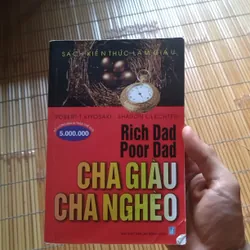 SÁCH KIẾN THỨC LÀM GIÀU
ROBERT T. KIYOSAKI
SHARON L. LECHTER
5.000.000
Rich Dad
Poor Dad
CHA GIÀU
CHA NGHÈO